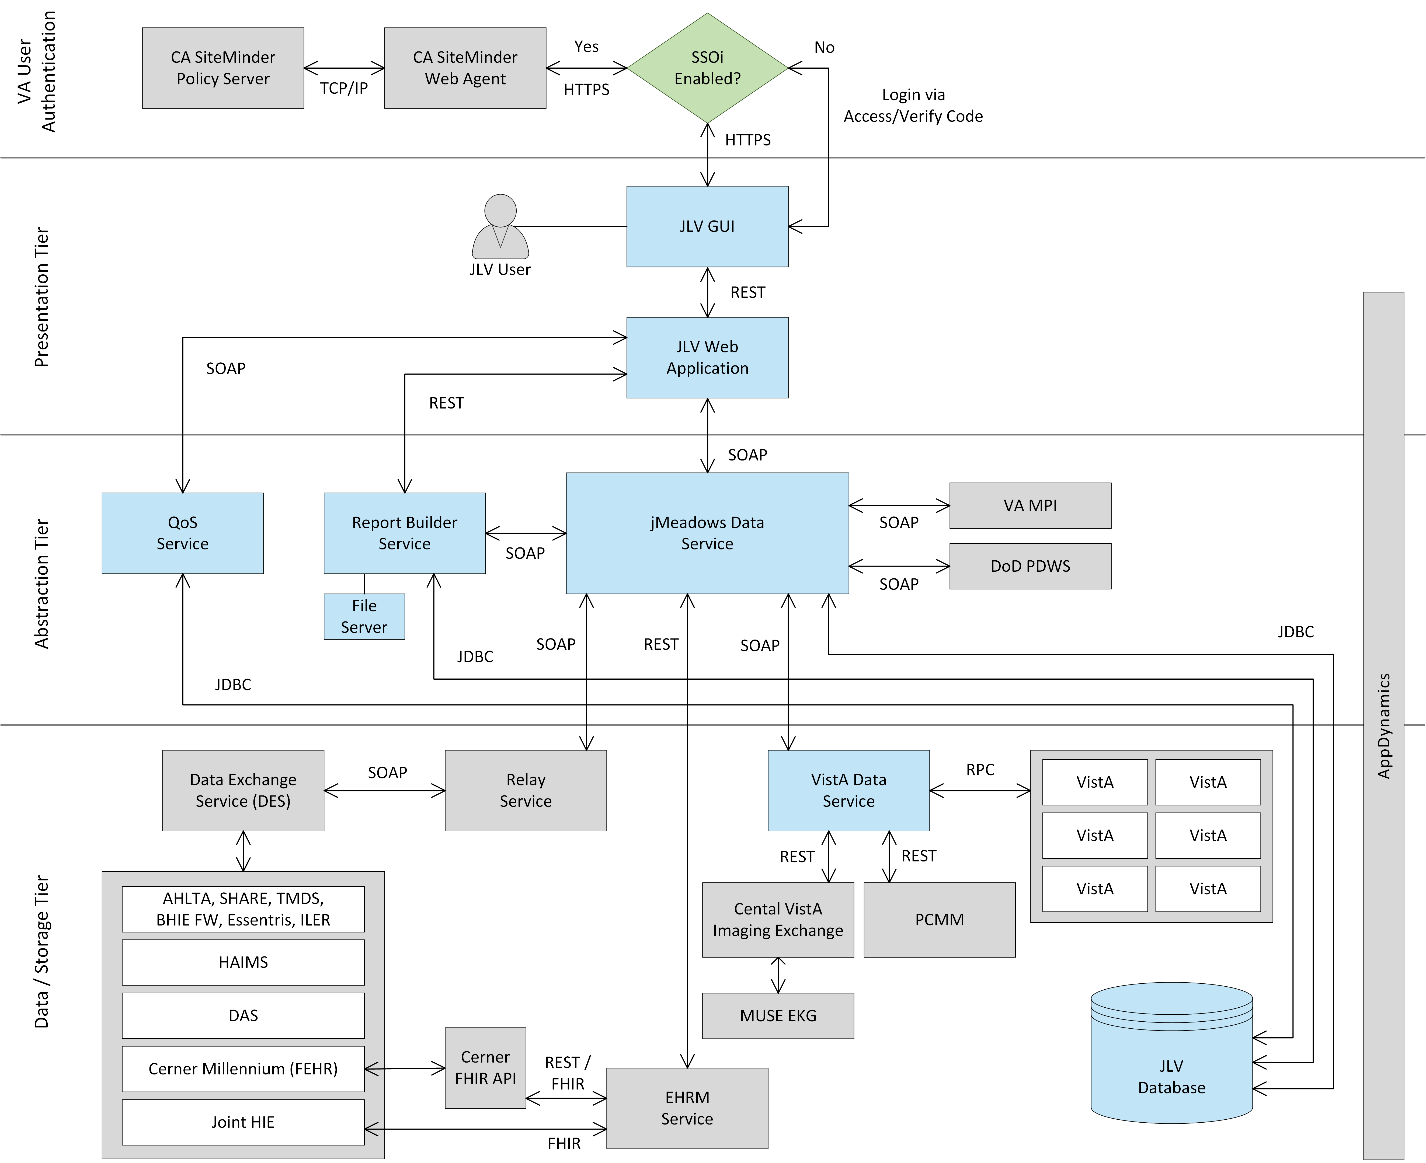 VA User
Authentication
CA SiteMinder
Policy Server
TCP/IP
CA SiteMinder
Web Agent
Yes
HTTPS
SSOi
Enabled?
No
Login via
Access/Verify Code
HTTPS
Presentation Tier
JLV User
JLV GUI
REST
JLV Web
Application
SOAP
REST
SOAP
Abstraction Tier
QoS
Service
Report Builder
Service
SOAP
jMeadows Data
Service
SOAP
VA MPI
SOAP
DoD PDWS
File
Server
SOAP
REST
SOAP
JDBC
JDBC
JDBC
AppDynamics
Data / Storage Tier
Data Exchange
Service (DES)
SOAP
Relay
Service
VistA Data
Service
RPC
VistA
VistA
VistA
VistA
VistA
VistA
REST
REST
AHLTA, SHARE, TMDS,
BHIE FW, Essentris, ILER
HAIMS
DAS
Cerner Millennium (FEHR)
Joint HIE
Cental VistA
Imaging Exchange
PCMM
MUSE EKG
Cerner
FHIR API
REST /
FHIR
FHIR
EHRM
Service
JLV
Database